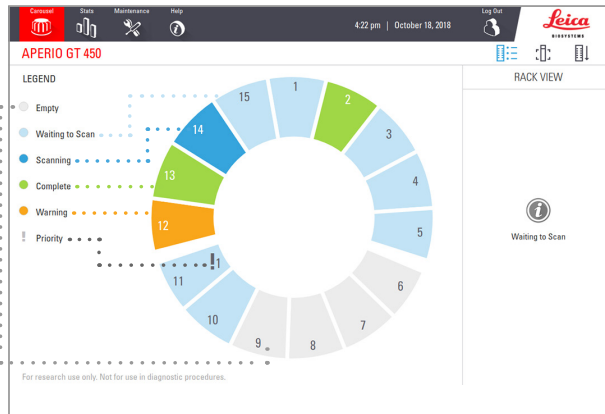 Carousel
Stats
Maintenance
Help
4:22 pm | October 18, 2018
Log Out
Leica
BIOSYSTEMS
APERIO GT 450
RACK VIEW
LEGEND
Empty
Waiting to Scan
Scanning
Complete
Warning
! Priority
15
1
2
14
3
13
4
12
5
!1
11
6
10
7
9
8
i
Waiting to Scan
For research use only. Not for use in diagnostic procedures.